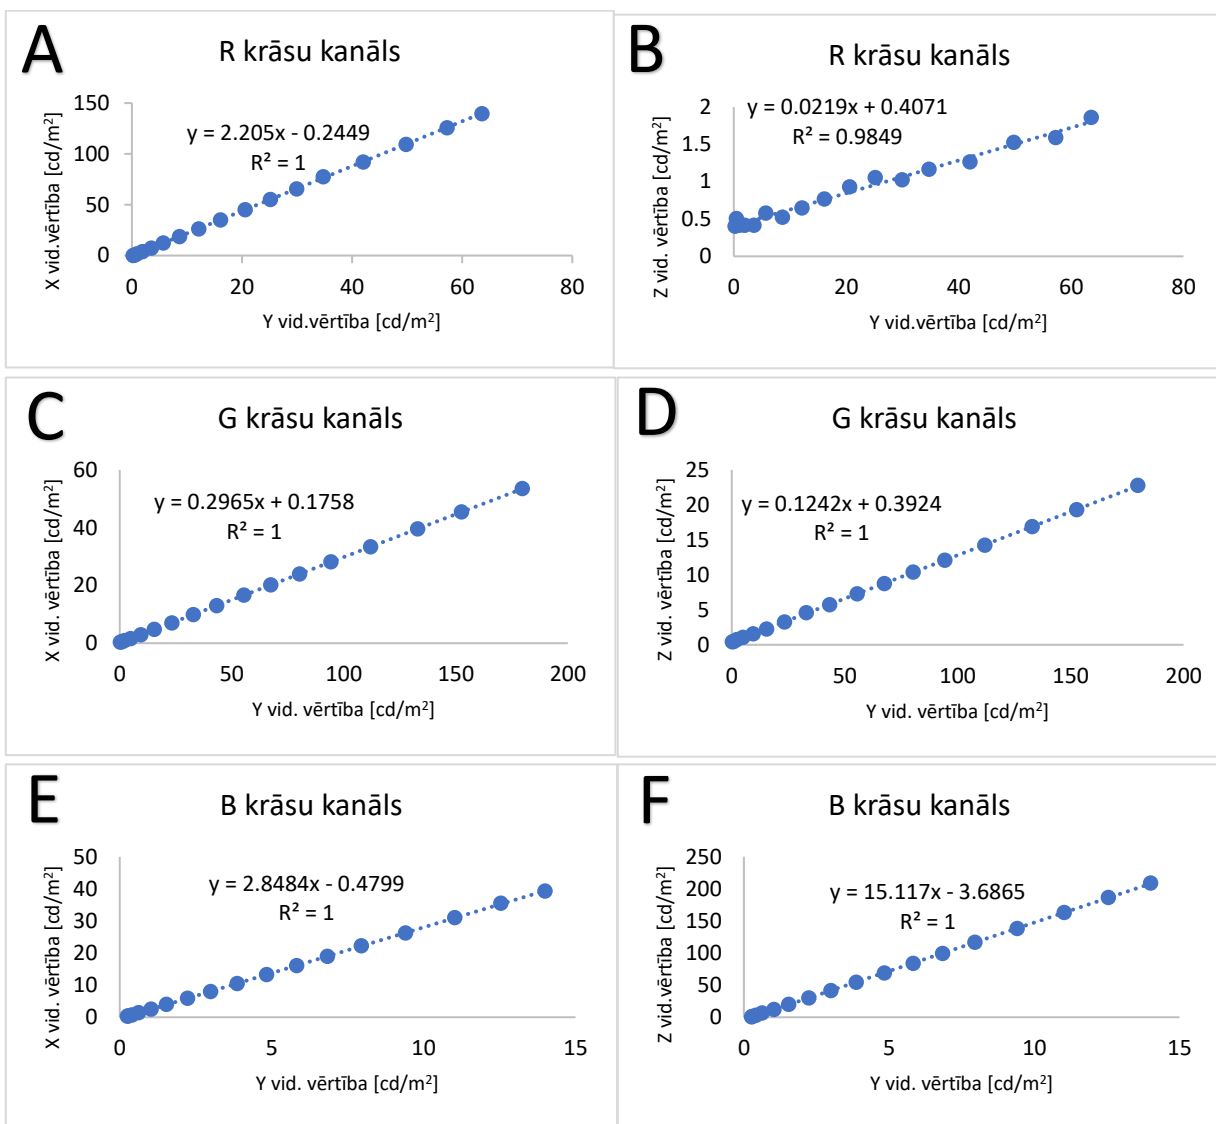 A
R krāsu kanāls
y = 2.205x - 0.2449
R² = 1
X vid.vērtība [cd/m²]
150
100
50
0
0 20 40 60 80
Y vid.vērtība [cd/m²]
B
R krāsu kanāls
y = 0.0219x + 0.4071
R² = 0.9849
Z vid. vērtība [cd/m²]
2
1.5
1
0.5
0
0 20 40 60 80
Y vid.vērtība [cd/m²]
C
G krāsu kanāls
y = 0.2965x + 0.1758
R² = 1
X vid. vērtība [cd/m²]
60
40
20
0
0 50 100 150 200
Y vid. vērtība [cd/m²]
D
G krāsu kanāls
y = 0.1242x + 0.3924
R² = 1
Z vid. vērtība [cd/m²]
25
20
15
10
5
0
0 50 100 150 200
Y vid. vērtība [cd/m²]
E
B krāsu kanāls
y = 2.8484x - 0.4799
R² = 1
X vid. vērtība [cd/m²]
50
40
30
20
10
0
0 5 10 15
Y vid. vērtība [cd/m²]
F
B krāsu kanāls
y = 15.117x - 3.6865
R² = 1
Z vid.vērtība [cd/m²]
250
200
150
100
50
0
0 5 10 15
Y vid. vērtība [cd/m²]